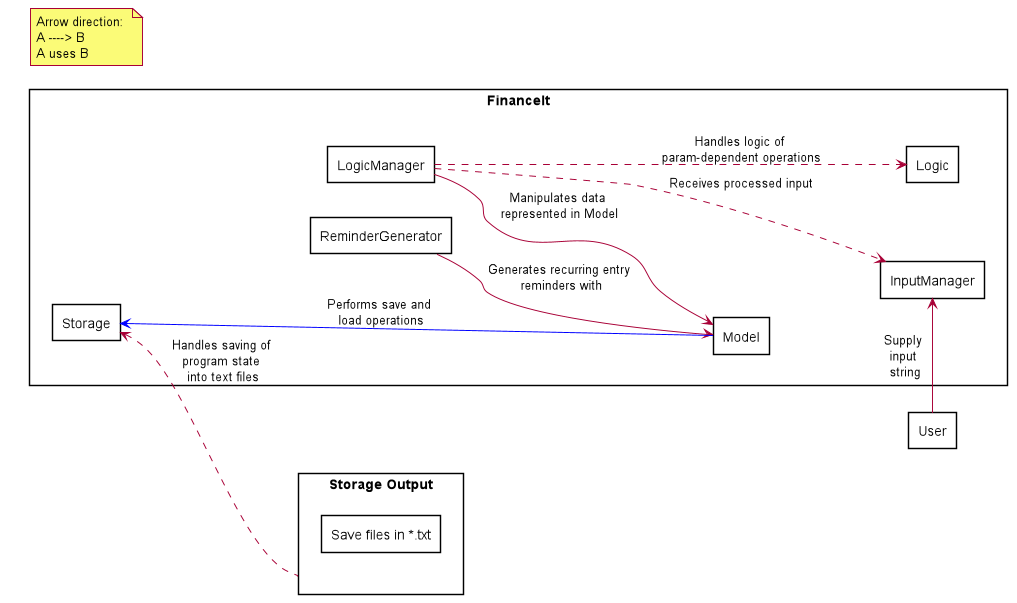 Arrow direction:
A ----> B
A uses B
FinanceIt
Handles logic of
param-dependent operations
LogicManager
Logic
Receives processed input
Manipulates data
represented in Model
ReminderGenerator
Generates recurring entry
reminders with
InputManager
Performs save and
load operations
Storage
Model
Handles saving of
program state
into text files
Supply
input
string
User
Storage Output
Save files in *.txt